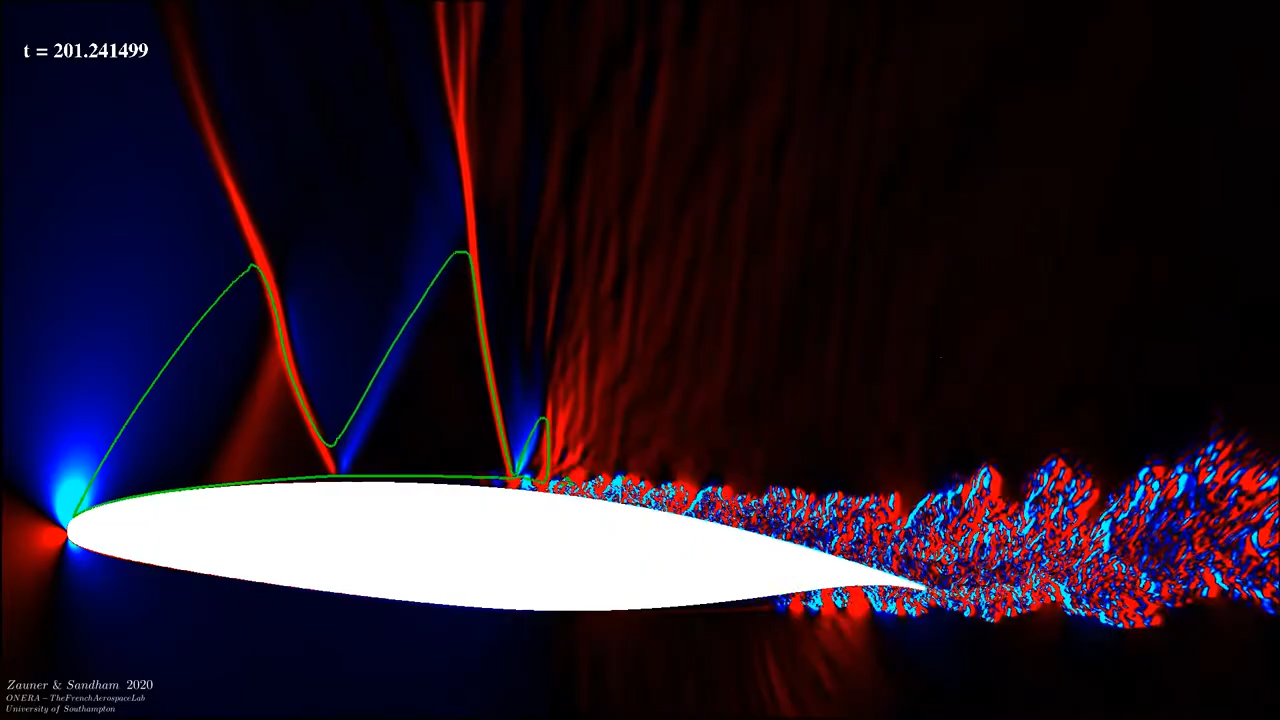 t = 201.241499
Zauner & Sandham 2020
ONERA – TheFrenchAerospaceLab
University of Southampton